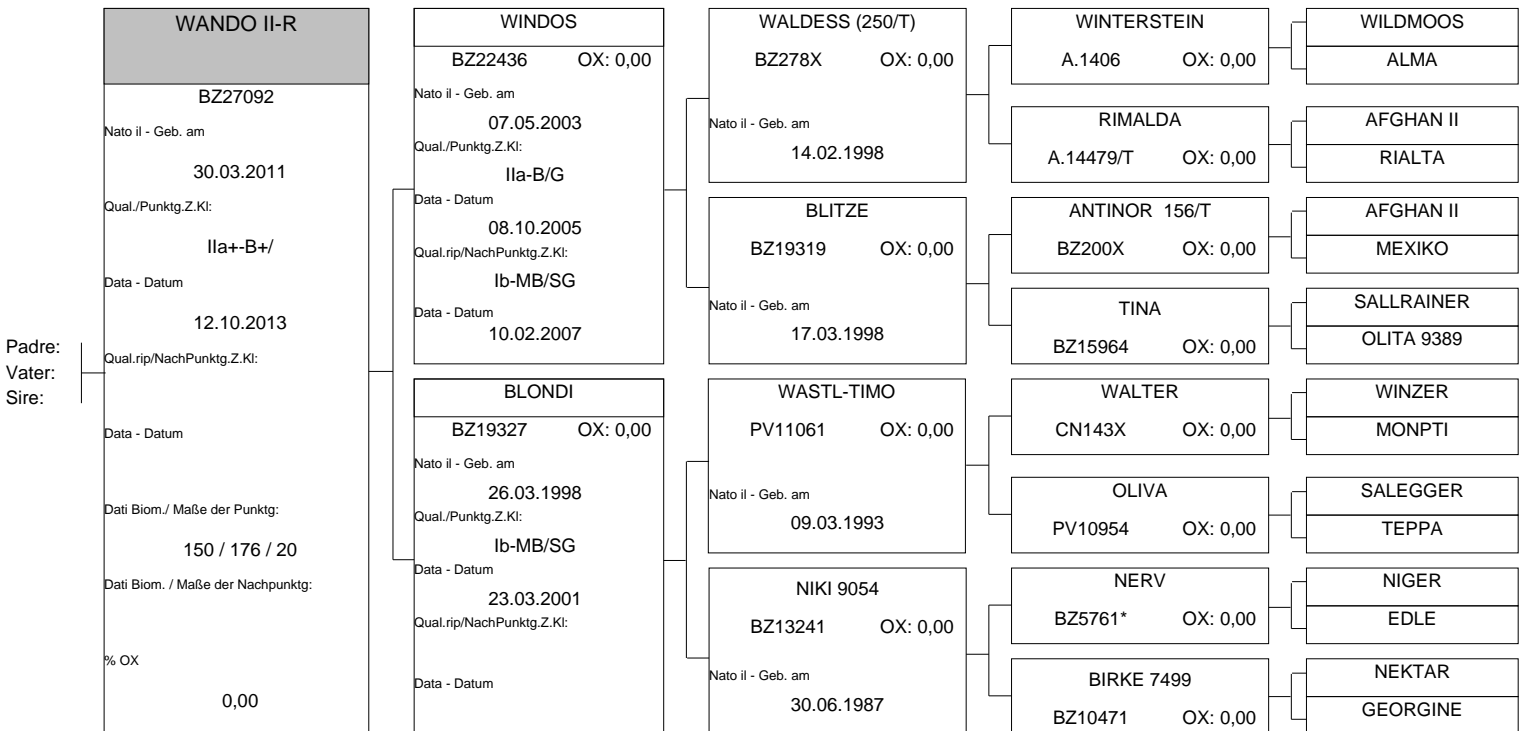 Padre:
Vater:
Sire:
WANDO II-R
BZ27092
Nato il - Geb. am
30.03.2011
Qual./Punktg.Z.Kl:
IIa+-B+/
Data - Datum
12.10.2013
Qual.rip/NachPunktg.Z.Kl:
Data - Datum
Dati Biom./ Maße der Punktg:
150 / 176 / 20
Dati Biom. / Maße der Nachpunktg:
% OX
0,00
WINDOS
BZ22436 OX: 0,00
Nato il - Geb. am
07.05.2003
Qual./Punktg.Z.Kl:
IIa-B/G
Data - Datum
08.10.2005
Qual.rip/NachPunktg.Z.Kl:
Ib-MB/SG
Data - Datum
10.02.2007
BLONDI
BZ19327 OX: 0,00
Nato il - Geb. am
26.03.1998
Qual./Punktg.Z.Kl:
Ib-MB/SG
Data - Datum
23.03.2001
Qual.rip/NachPunktg.Z.Kl:
Data - Datum
WALDESS (250/T)
BZ278X OX: 0,00
Nato il - Geb. am
14.02.1998
BLITZE
BZ19319 OX: 0,00
Nato il - Geb. am
17.03.1998
WASTL-TIMO
PV11061 OX: 0,00
Nato il - Geb. am
09.03.1993
NIKI 9054
BZ13241 OX: 0,00
Nato il - Geb. am
30.06.1987
WINTERSTEIN
A.1406 OX: 0,00
RIMALDA
A.14479/T OX: 0,00
ANTINOR 156/T
BZ200X OX: 0,00
TINA
BZ15964 OX: 0,00
WALTER
CN143X OX: 0,00
OLIVA
PV10954 OX: 0,00
NERV
BZ5761* OX: 0,00
BIRKE 7499
BZ10471 OX: 0,00
WILDMOOS
ALMA
AFGHAN II
RIALTA
AFGHAN II
MEXIKO
SALLRAINER
OLITA 9389
WINZER
MONPTI
SALEGGER
TEPPA
NIGER
EDLE
NEKTAR
GEORGINE